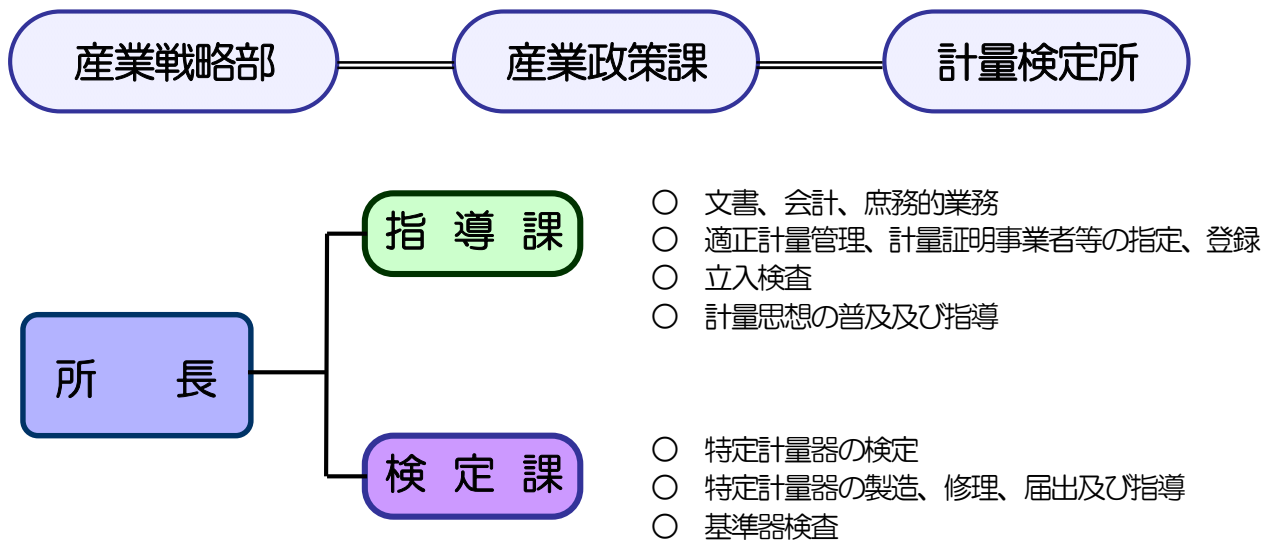 産業戦略部 産業政策課 計量検定所
指 導 課
○ 文書、会計、庶務的業務
○ 適正計量管理、計量証明事業者等の指定、登録
○ 立入検査
○ 計量思想の普及及び指導
所 長
検 定 課
○ 特定計量器の検定
○ 特定計量器の製造、修理、届出及び指導
○ 基準器検査